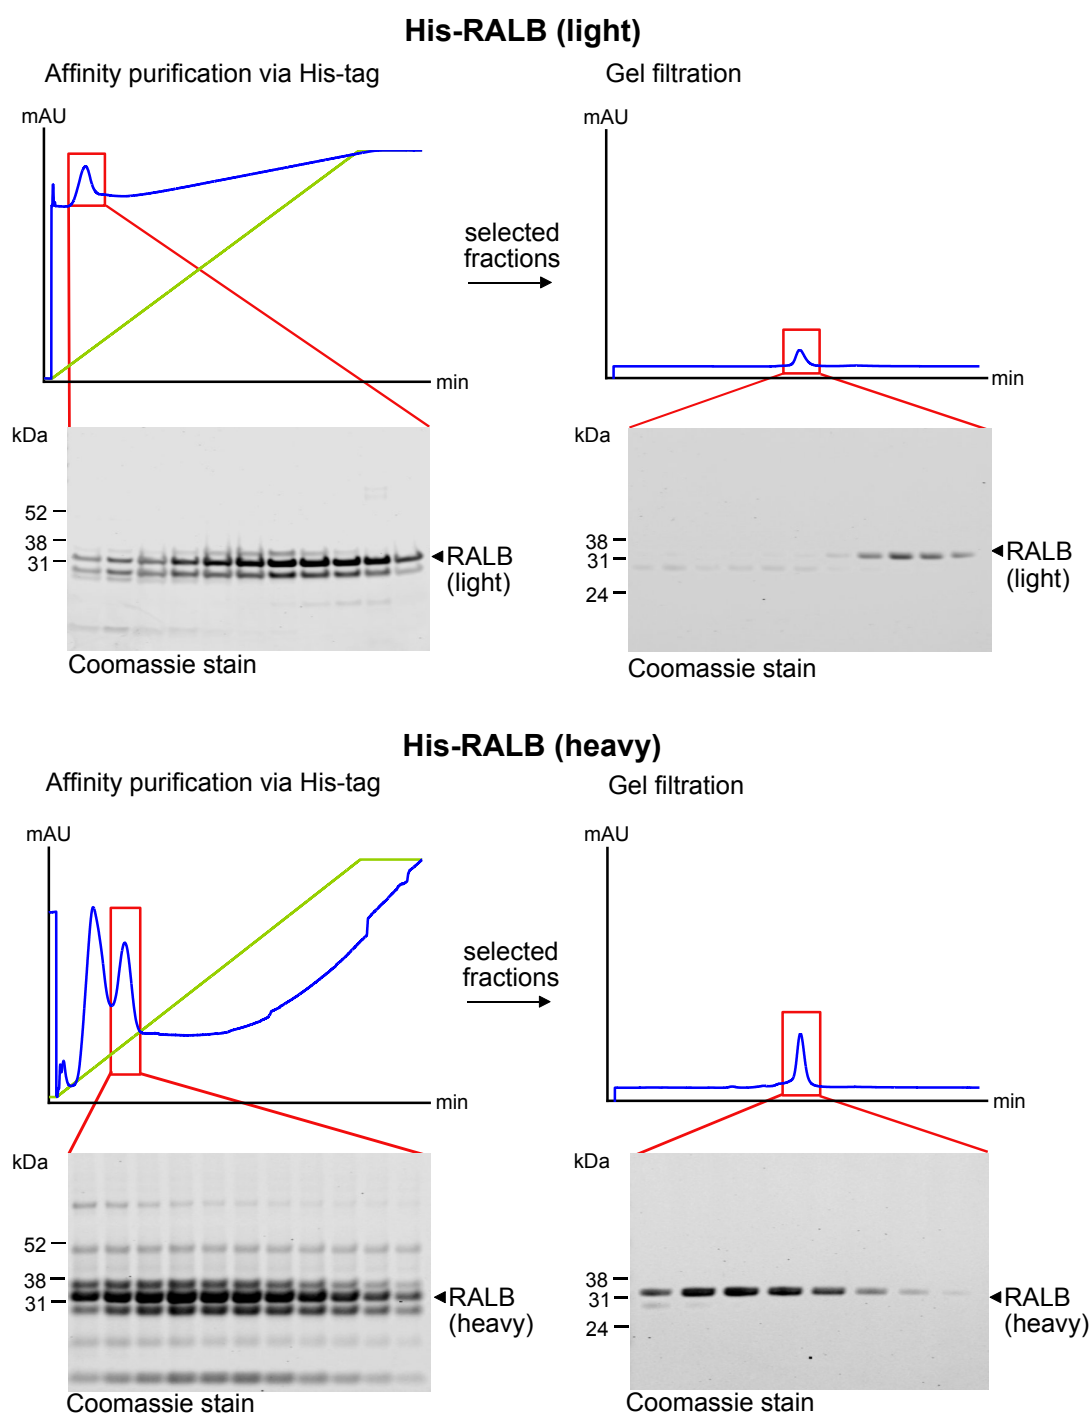 His-RALB (light)
Affinity purification via His-tag
Gel filtration
mAU
mAU
selected
fractions
min
min
kDa
kDa
52
38
31
RALB
(light)
38
31
24
RALB
(light)
Coomassie stain
Coomassie stain
His-RALB (heavy)
Affinity purification via His-tag
Gel filtration
mAU
mAU
selected
fractions
min
min
kDa
kDa
52
38
31
RALB
(heavy)
38
31
24
RALB
(heavy)
Coomassie stain
Coomassie stain